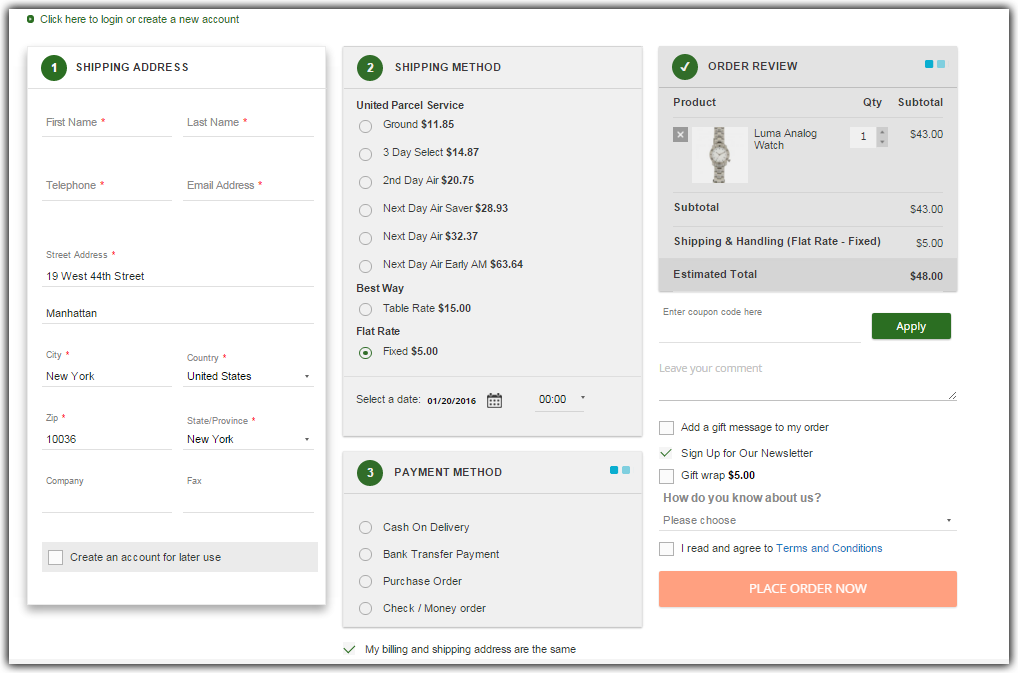 Click here to login or create a new account
1 SHIPPING ADDRESS
First Name *
Last Name *
Telephone *
Email Address *
Street Address *
19 West 44th Street
Manhattan
City *
New York
Country *
United States
Zip *
10036
State/Province *
New York
Company
Fax
Create an account for later use
2 SHIPPING METHOD
United Parcel Service
Ground $11.85
3 Day Select $14.87
2nd Day Air $20.75
Next Day Air Saver $28.93
Next Day Air $32.37
Next Day Air Early AM $63.64
Best Way
Table Rate $15.00
Flat Rate
Fixed $5.00
Select a date: 01/20/2016 00:00
3 PAYMENT METHOD
Cash On Delivery
Bank Transfer Payment
Purchase Order
Check / Money order
My billing and shipping address are the same
ORDER REVIEW
Product Qty Subtotal
Luma Analog
Watch
1
$43.00
Subtotal $43.00
Shipping & Handling (Flat Rate - Fixed) $5.00
Estimated Total $48.00
Enter coupon code here
Apply
Leave your comment
Add a gift message to my order
Sign Up for Our Newsletter
Gift wrap $5.00
How do you know about us?
Please choose
I read and agree to Terms and Conditions
PLACE ORDER NOW